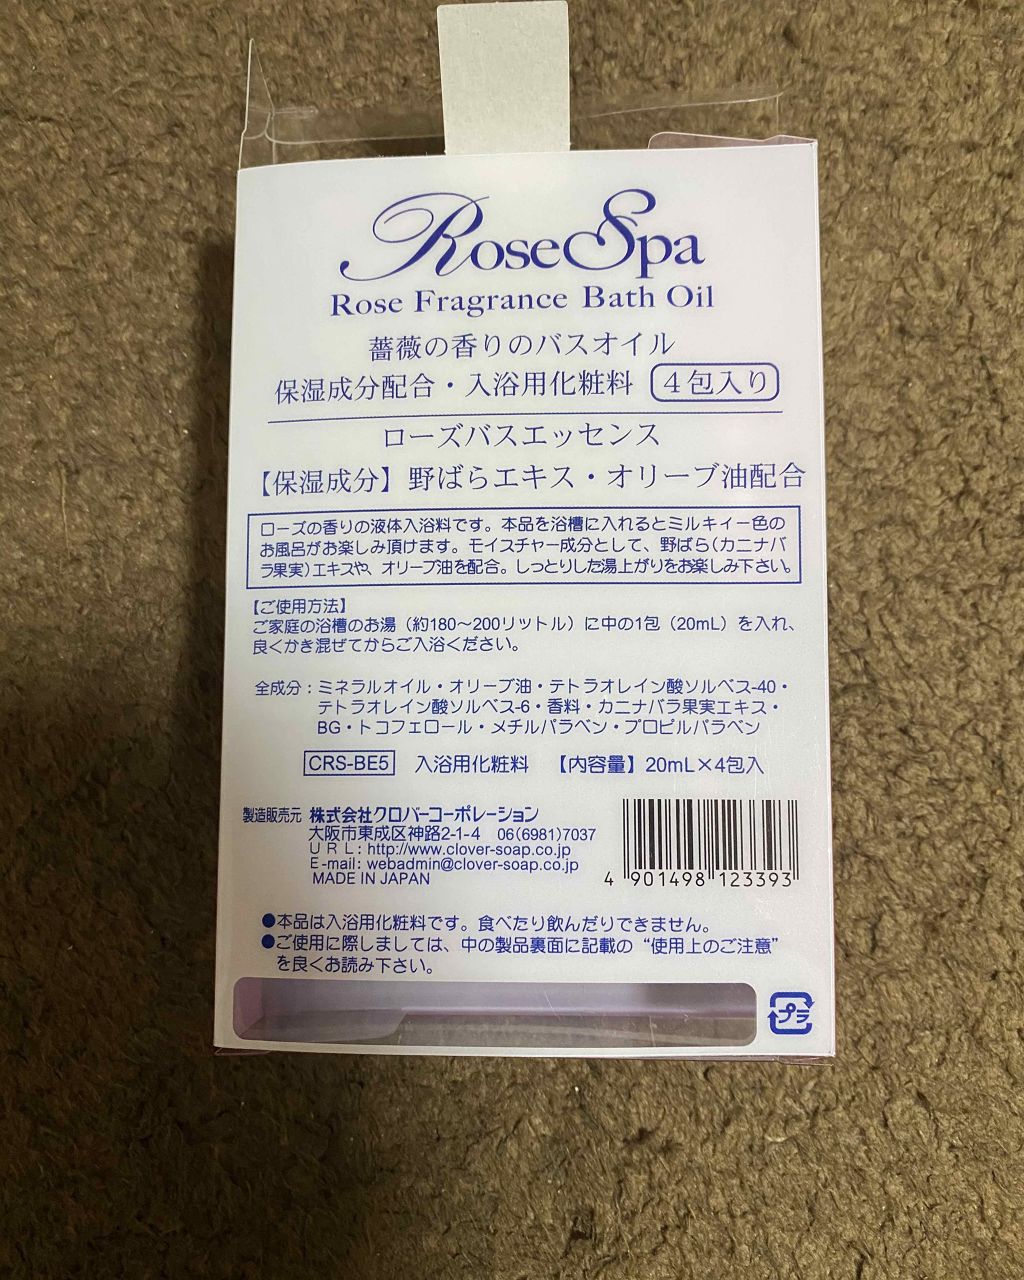 RoseSpa
Rose Fragrance Bath Oil
薔薇の香りのバスオイル
保湿成分配合・入浴用化粧料 4包入り
ローズバスエッセンス
【保湿成分】野ばらエキス・オリーブ油配合
ローズの香りの液体入浴料です。本品を浴槽に入れるとミルキィー色の
お風呂がお楽しみ頂けます。モイスチャー成分として、野ばら(カニナバ
ラ果実)エキスや、オリーブ油を配合。しっとりした湯上がりをお楽しみ下さい。
【ご使用方法】
ご家庭の浴槽のお湯(約180〜200リットル)に中の1包(20mL)を入れ、
良くかき混ぜてからご入浴ください。
全成分:ミネラルオイル・オリーブ油・テトラオレイン酸ソルベス-40・
テトラオレイン酸ソルベス-6・香料・カニナバラ果実エキス・
BG・トコフェロール・メチルパラベン・プロピルパラベン
CRS-BE5 入浴用化粧料 【内容量】20mL×4包入
製造販売元 株式会社クロバーコーポレーション
大阪市東成区神路2-1-4 06(6981)7037
URL:http://www.clover-soap.co.jp
E-mail:webadmin@clover-soap.co.jp
MADE IN JAPAN
4 901498 123393
●本品は入浴用化粧料です。食べたり飲んだりできません。
●ご使用に際しましては、中の製品裏面に記載の“使用上のご注意”
を良くお読み下さい。
プラ